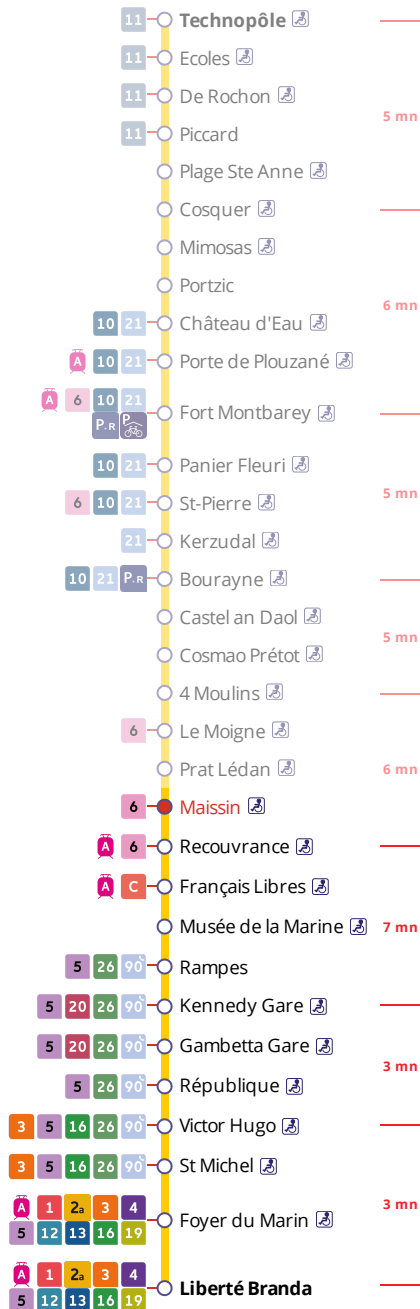 11 Technopôle
11 Ecoles
11 De Rochon
5 mn
11 Piccard
Plage Ste Anne
Cosquer
Mimosas
Portzic
6 mn
10 21 Château d'Eau
A 10 21 Porte de Plouzané
A 6 10 21
P+R P
Fort Montbarey
10 21 Panier Fleuri
5 mn
6 10 21 St-Pierre
21 Kerzudal
10 21 P+R Bourayne
Castel an Daol
5 mn
Cosmao Prétot
4 Moulins
6 Le Moigne
Prat Lédan
6 mn
6 Maissin
A 6 Recouvrance
A C Français Libres
Musée de la Marine 7 mn
5 26 90 Rampes
5 20 26 90 Kennedy Gare
5 20 26 90 Gambetta Gare
3 mn
5 26 90 République
3 5 16 26 90 Victor Hugo
3 5 16 26 90 St Michel
A 1 2a 3 4
3 mn
5 12 13 16 19
Foyer du Marin
A 1 2a 3 4
5 12 13 16 19
Liberté Branda